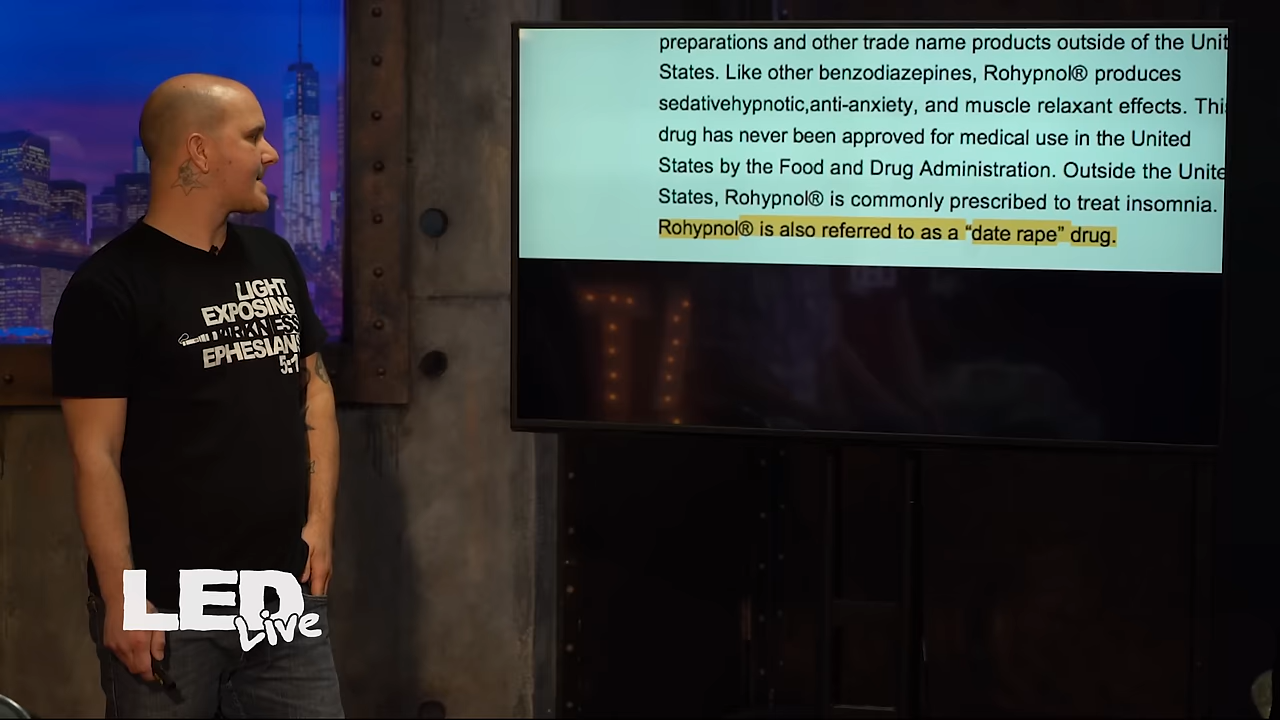 preparations and other trade name products outside of the Unit
States. Like other benzodiazepines, Rohypnol® produces
sedativehypnotic,anti-anxiety, and muscle relaxant effects. This
drug has never been approved for medical use in the United
States by the Food and Drug Administration. Outside the Unite
States, Rohypnol® is commonly prescribed to treat insomnia.
Rohypnol® is also referred to as a “date rape” drug.
LIGHT
EXPOSING
DARKNESS
EPHESIANS
5:1
LED
Live